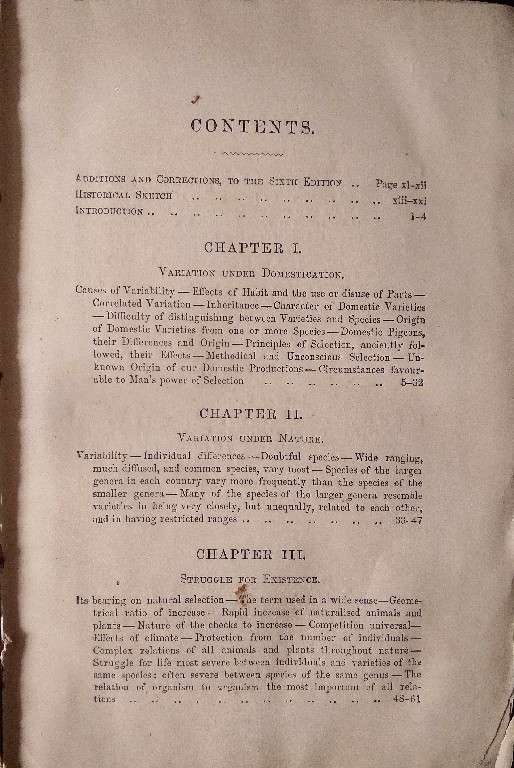 CONTENTS.
ADDITIONS AND CORRECTIONS, TO THE SIXTH EDITION .. Page xi-xii
HISTORICAL SKETCH .. .. .. .. .. .. .. .. xiii-xxi
INTRODUCTION .. .. .. .. .. .. .. .. .. .. .. 1-4
CHAPTER I.
VARIATION UNDER DOMESTICATION.
Causes of Variability — Effects of Habit and the use or disuse of Parts —
Correlated Variation — Inheritance — Character of Domestic Varieties
— Difficulty of distinguishing between Varieties and Species — Origin
of Domestic Varieties from one or more Species — Domestic Pigeons,
their Differences and Origin — Principles of Selection, anciently fol-
lowed, their Effects — Methodical and Unconscious Selection — Un-
known Origin of our Domestic Productions — Circumstances favour-
able to Man's power of Selection .. .. .. .. .. .. 5-32
CHAPTER II.
VARIATION UNDER NATURE.
Variability — Individual differences — Doubtful species — Wide ranging,
much diffused, and common species, vary most — Species of the larger
genera in each country vary more frequently than the species of the
smaller genera — Many of the species of the larger genera resemble
varieties in being very closely, but unequally, related to each other,
and in having restricted ranges .. .. .. .. .. .. .. 33-47
CHAPTER III.
STRUGGLE FOR EXISTENCE.
Its bearing on natural selection — The term used in a wide sense — Geome-
trical ratio of increase — Rapid increase of naturalised animals and
plants — Nature of the checks to increase — Competition universal —
Effects of climate — Protection from the number of individuals —
Complex relations of all animals and plants throughout nature —
Struggle for life most severe between individuals and varieties of the
same species: often severe between species of the same genus — The
relation of organism to organism the most important of all rela-
tions .. .. .. .. .. .. .. .. .. .. .. 48-61